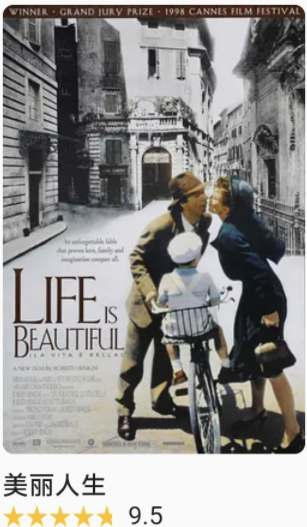 WINNER - GRAND JURY PRIZE - 1998 CANNES FILM FESTIVAL
An unforgettable fable
that proves love, family and
imagination conquer all.
LIFE IS
BEAUTIFUL
(LA VITA È BELLA)
A NEW FILM BY ROBERTO BENIGNI
美丽人生
9.5